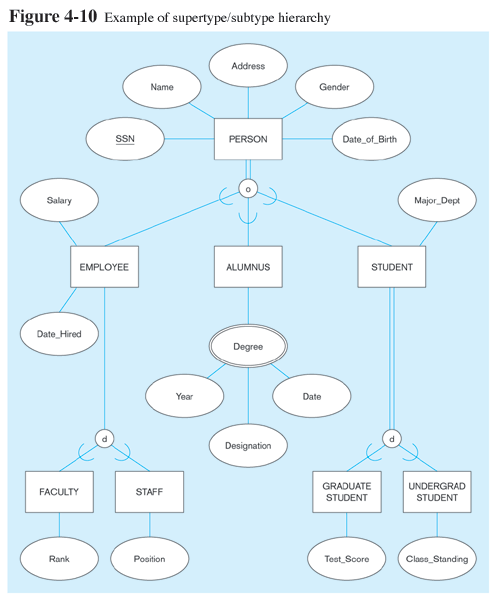 Figure 4-10 Example of supertype/subtype hierarchy
Address
Name
Gender
SSN
PERSON
Date_of_Birth
o
Salary
Major_Dept
EMPLOYEE
ALUMNUS
STUDENT
Date_Hired
Degree
Year
Date
Designation
d
d
FACULTY
STAFF
GRADUATE
STUDENT
UNDERGRAD
STUDENT
Rank
Position
Test_Score
Class_Standing